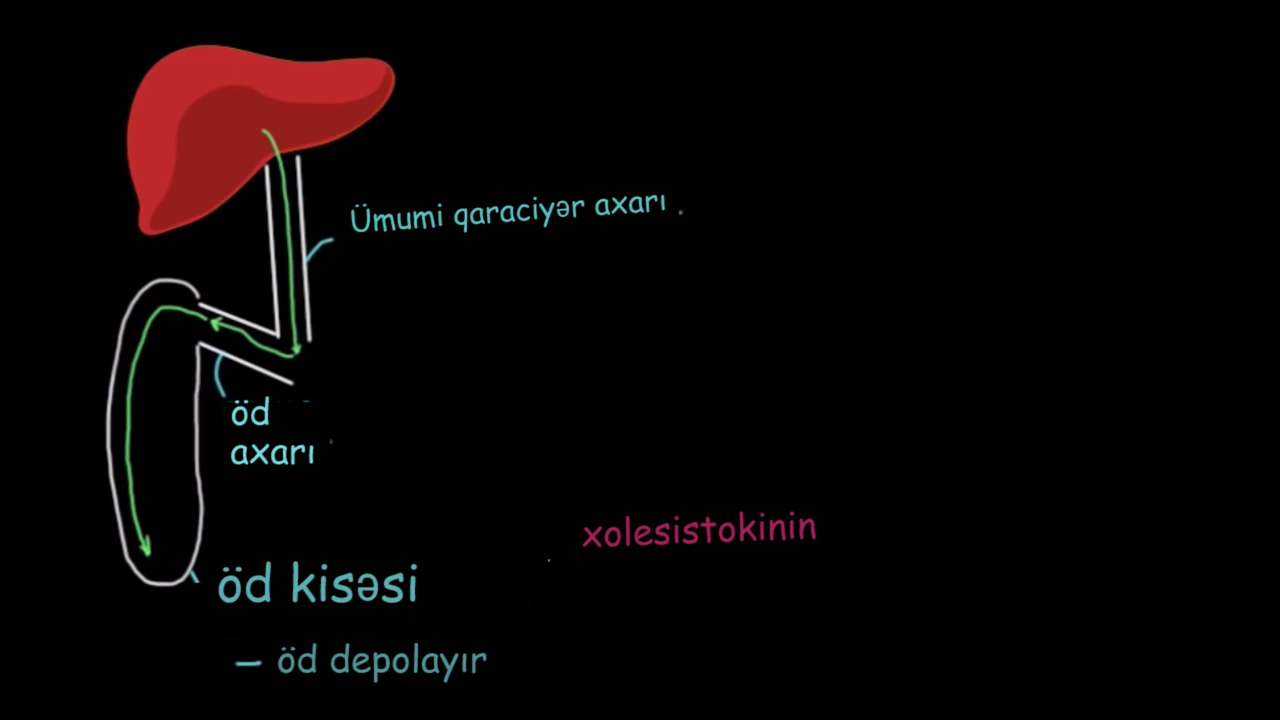 Ümumi qaraciyər axarı
öd
axarı
xolesistokinin
öd kisəsi
— öd depolayır